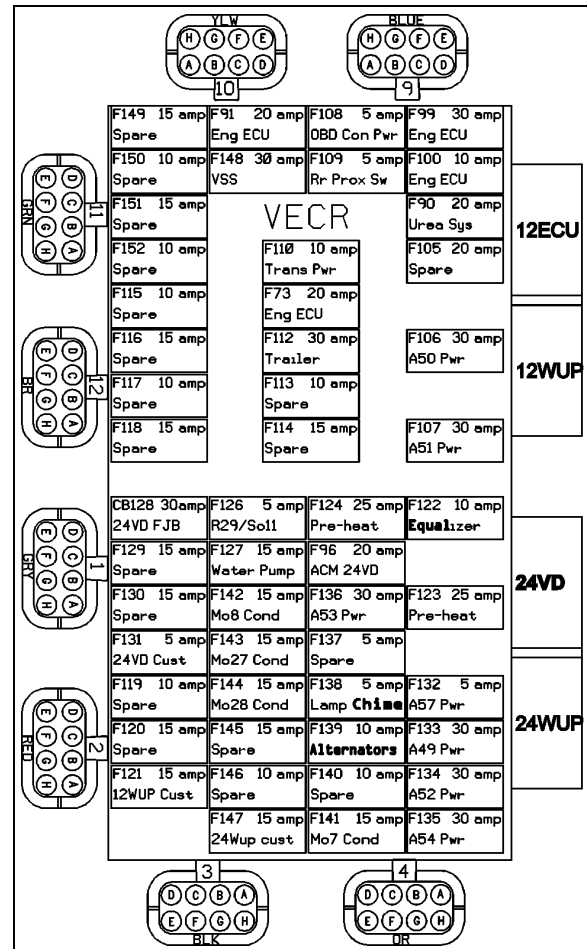 YLW
BLUE
H G F E
H G F E
A B C D
A B C D
10
9
F149 15 amp
Spare
F91 20 amp
Eng ECU
F108 5 amp
OBD Con Pwr
F99 30 amp
Eng ECU
F150 10 amp
Spare
F148 30 amp
VSS
F109 5 amp
Rr Prox Sw
F100 10 amp
Eng ECU
F151 15 amp
Spare
VECR
F90 20 amp
Urea Sys
F152 10 amp
Spare
F110 10 amp
Trans Pwr
F105 20 amp
Spare
F115 10 amp
Spare
F73 20 amp
Eng ECU
F116 15 amp
Spare
F112 30 amp
Trailer
F106 30 amp
A50 Pwr
F117 10 amp
Spare
F113 10 amp
Spare
F118 15 amp
Spare
F114 15 amp
Spare
F107 30 amp
A51 Pwr
12ECU
12WUP
GRN
11
E D
F C
G B
H A
BR
12
E D
F C
G B
H A
CB128 30amp
24VD FJB
F126 5 amp
R29/Sol1
F124 25 amp
Pre-heat
F122 10 amp
Equalizer
F129 15 amp
Spare
F127 15 amp
Water Pump
F96 20 amp
ACM 24VD
F130 15 amp
Spare
F142 15 amp
Mo8 Cond
F136 30 amp
A53 Pwr
F123 25 amp
Pre-heat
F131 5 amp
24VD Cust
F143 15 amp
Mo27 Cond
F137 5 amp
Spare
F119 10 amp
Spare
F144 15 amp
Mo28 Cond
F138 5 amp
Lamp Chime
F132 5 amp
A57 Pwr
F120 15 amp
Spare
F145 15 amp
Spare
F139 10 amp
Alternators
F133 30 amp
A49 Pwr
F121 15 amp
12WUP Cust
F146 10 amp
Spare
F140 10 amp
Spare
F134 30 amp
A52 Pwr
F147 15 amp
24Wup cust
F141 15 amp
Mo7 Cond
F135 30 amp
A54 Pwr
24VD
24WUP
GRY
1
E D
F C
G B
H A
RED
2
E D
F C
G B
H A
3
4
D C B A
D C B A
E F G H
E F G H
BLK
OR